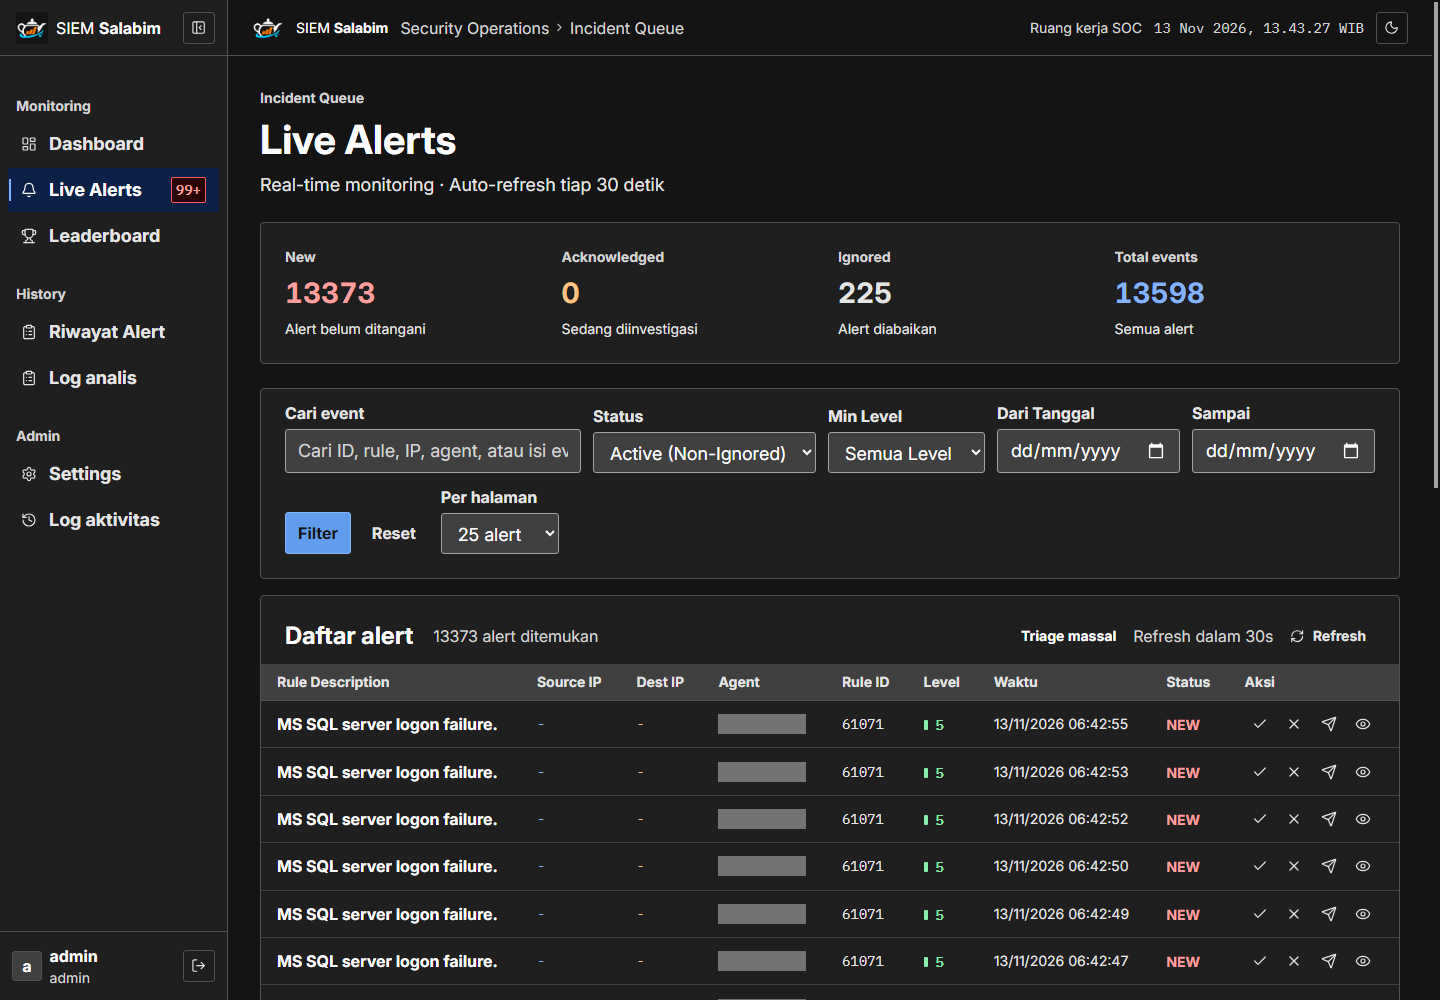 SIEM Salabim
Monitoring
Dashboard
Live Alerts 99+
Leaderboard
History
Riwayat Alert
Log analis
Admin
Settings
Log aktivitas
a admin
admin
SIEM Salabim Security Operations › Incident Queue
Ruang kerja SOC 13 Nov 2026, 13.43.27 WIB
Incident Queue
Live Alerts
Real-time monitoring · Auto-refresh tiap 30 detik
New Acknowledged Ignored Total events
13373 0 225 13598
Alert belum ditangani Sedang diinvestigasi Alert diabaikan Semua alert
Cari event Status Min Level Dari Tanggal Sampai
Cari ID, rule, IP, agent, atau isi ev Active (Non-Ignored) Semua Level dd/mm/yyyy dd/mm/yyyy
Per halaman
Filter Reset 25 alert
Daftar alert 13373 alert ditemukan Triage massal Refresh dalam 30s Refresh
Rule Description Source IP Dest IP Agent Rule ID Level Waktu Status Aksi
MS SQL server logon failure. - - 61071 5 13/11/2026 06:42:55 NEW
MS SQL server logon failure. - - 61071 5 13/11/2026 06:42:53 NEW
MS SQL server logon failure. - - 61071 5 13/11/2026 06:42:52 NEW
MS SQL server logon failure. - - 61071 5 13/11/2026 06:42:50 NEW
MS SQL server logon failure. - - 61071 5 13/11/2026 06:42:49 NEW
MS SQL server logon failure. - - 61071 5 13/11/2026 06:42:47 NEW